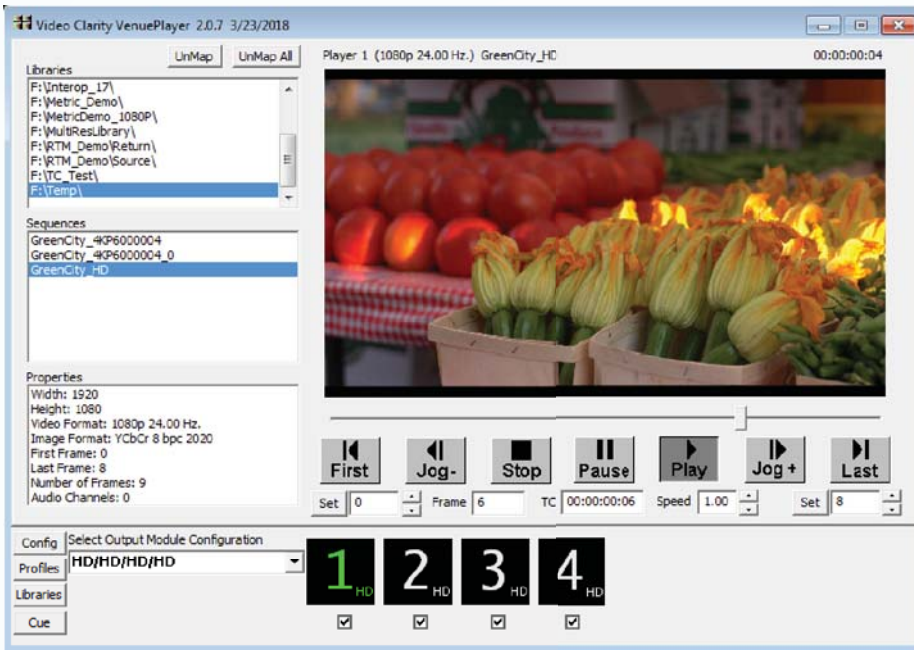 Video Clarity VenuePlayer 2.0.7 3/23/2018
UnMap UnMap All
Libraries
F:\Interop_17\
F:\Metric_Demo\
F:\MetricDemo_1080P\
F:\MultiResLibrary\
F:\RTM_Demo\Return\
F:\RTM_Demo\Source\
F:\TC_Test\
F:\Temp\
Sequences
GreenCity_4KP6000004
GreenCity_4KP6000004_0
GreenCity_HD
Properties
Width: 1920
Height: 1080
Video Format: 1080p 24.00 Hz.
Image Format: YCbCr 8 bpc 2020
First Frame: 0
Last Frame: 8
Number of Frames: 9
Audio Channels: 0
Player 1 (1080p 24.00 Hz.) GreenCity_HD 00:00:00:04
First Jog- Stop Pause Play Jog + Last
Set 0 Frame 6 TC 00:00:00:06 Speed 1.00 Set 8
Config Select Output Module Configuration
Profiles HD/HD/HD/HD
Libraries
Cue
1 HD 2 HD 3 HD 4 HD